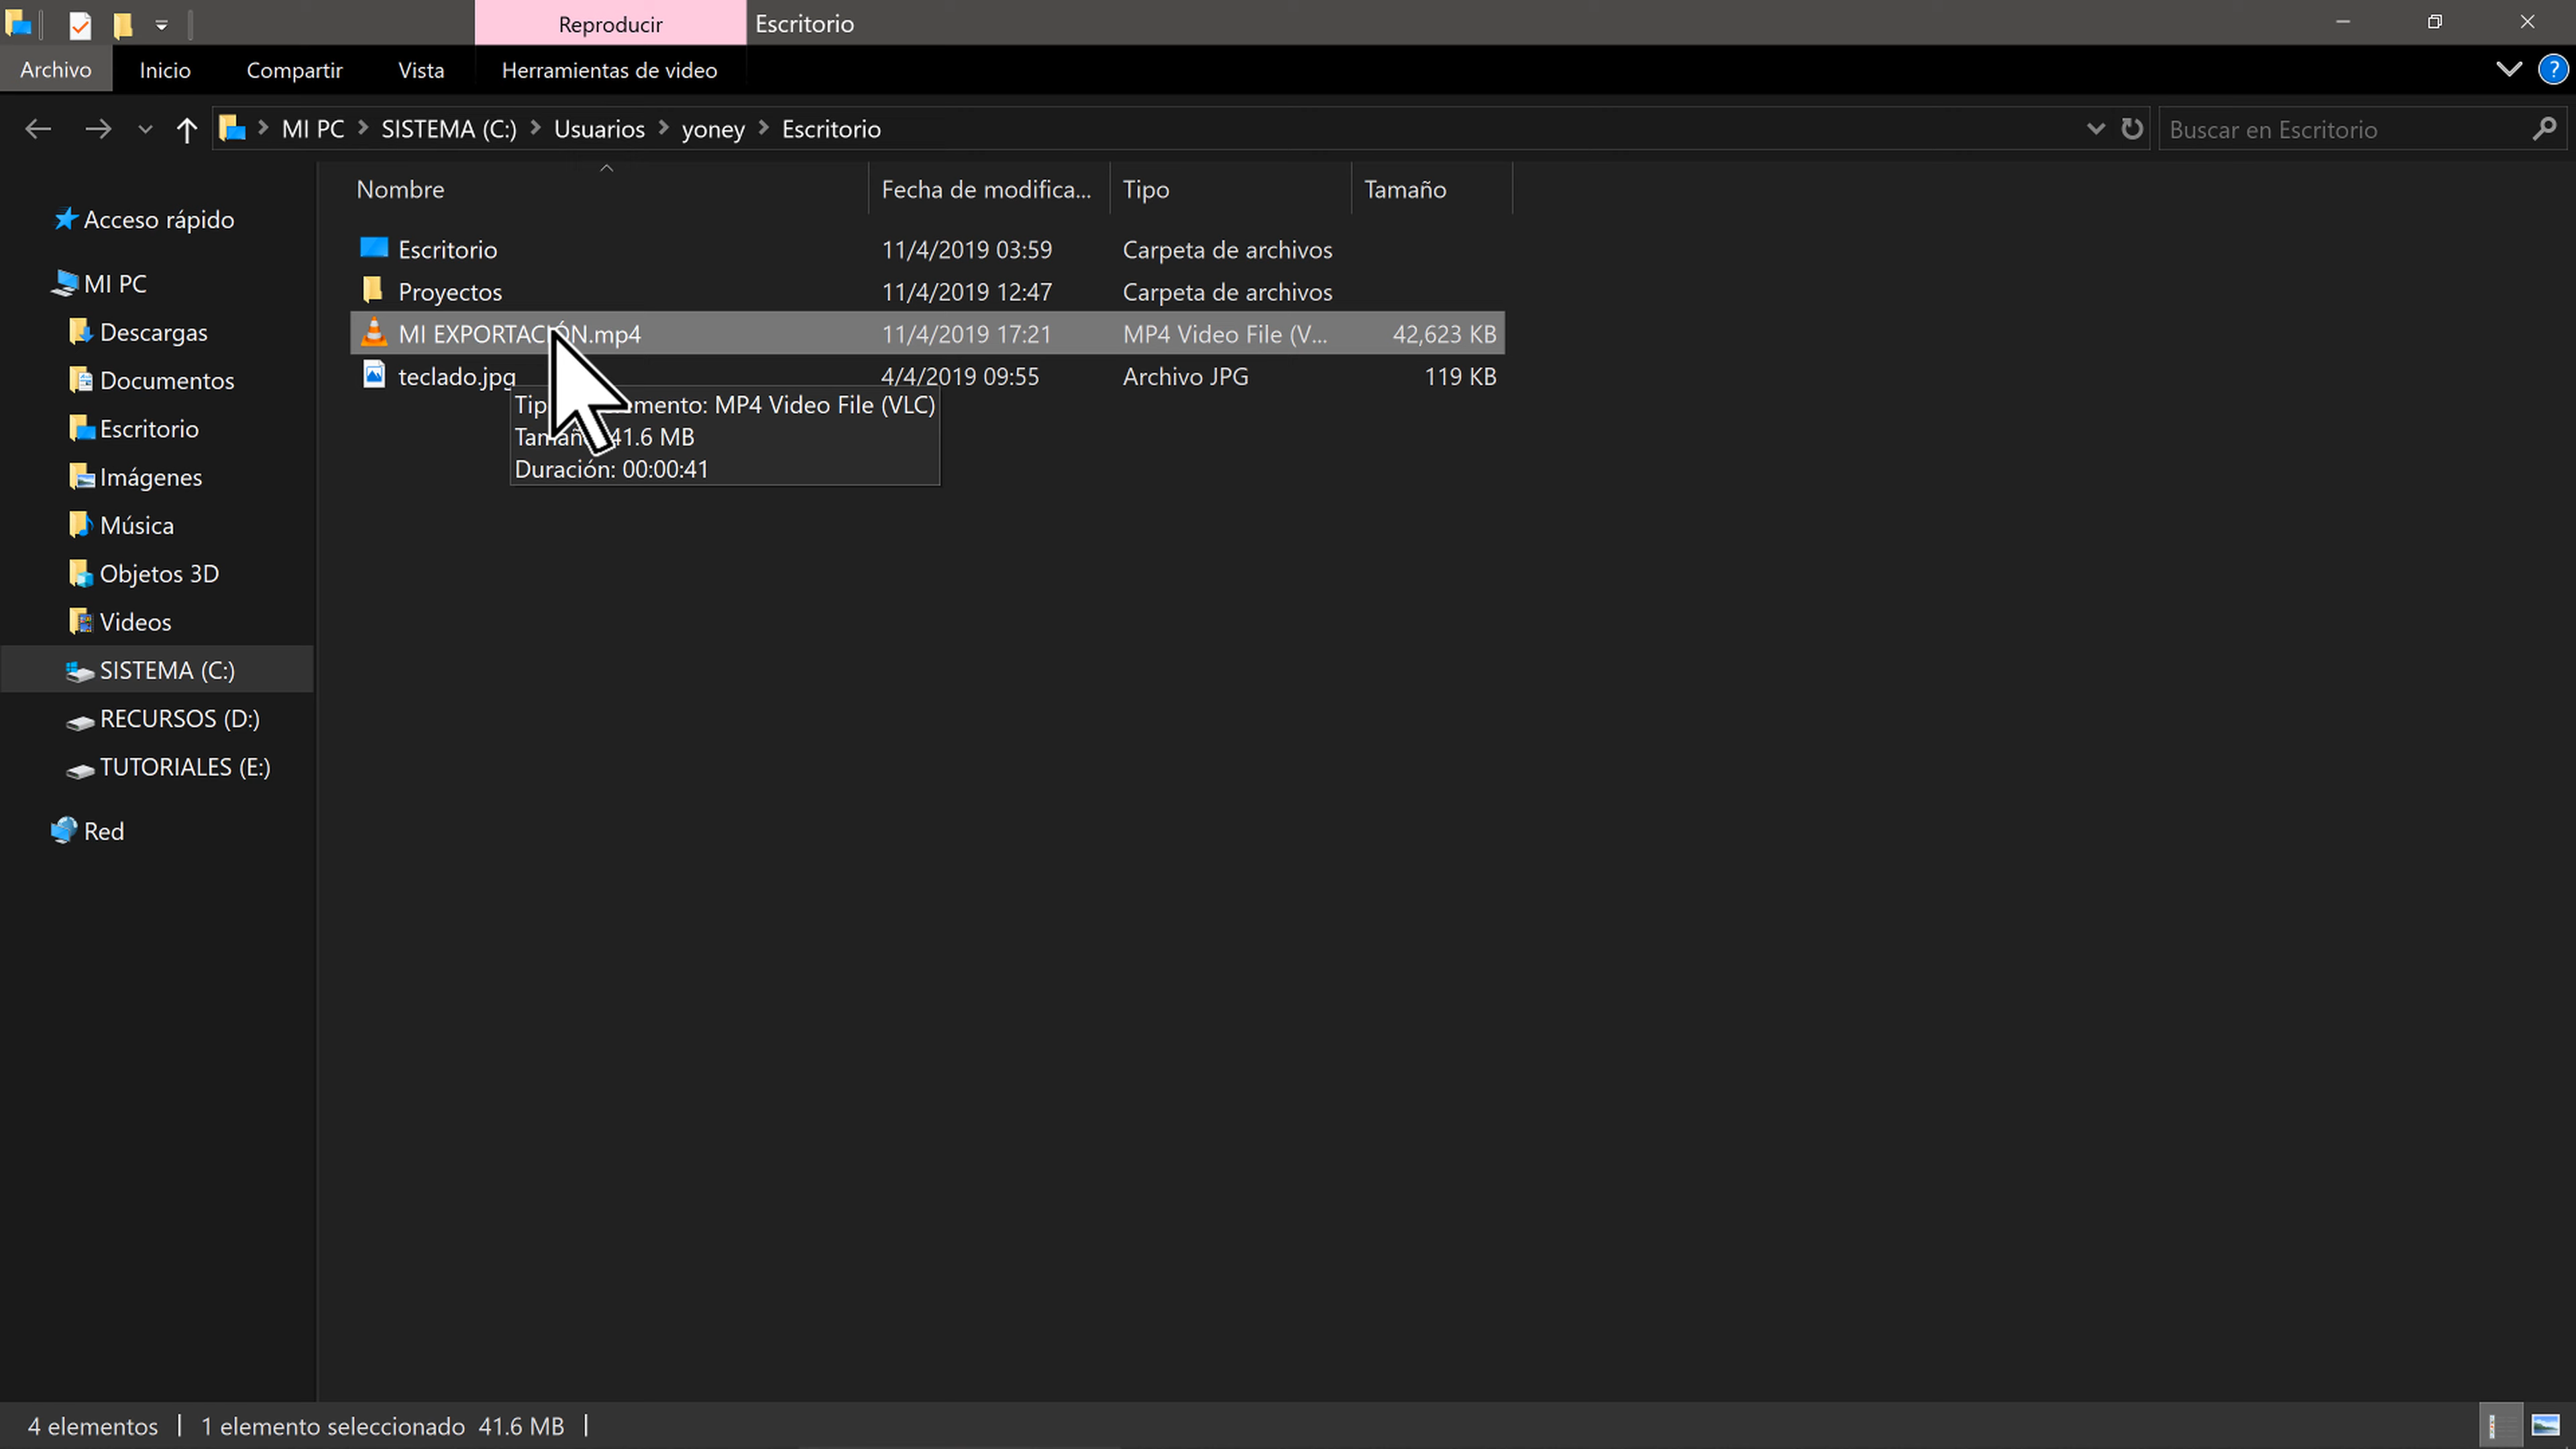 Reproducir
Escritorio
Archivo
Inicio
Compartir
Vista
Herramientas de video
?
MI PC
SISTEMA (C:)
Usuarios
yoney
Escritorio
Buscar en Escritorio
Acceso rápido
MI PC
Descargas
Documentos
Escritorio
Imágenes
Música
Objetos 3D
Videos
SISTEMA (C:)
RECURSOS (D:)
TUTORIALES (E:)
Red
Nombre Fecha de modifica... Tipo Tamaño
Escritorio 11/4/2019 03:59 Carpeta de archivos
Proyectos 11/4/2019 12:47 Carpeta de archivos
MI EXPORTACIÓN.mp4 11/4/2019 17:21 MP4 Video File (V... 42,623 KB
teclado.jpg 4/4/2019 09:55 Archivo JPG 119 KB
MP4 Video File (VLC)
41.6 MB
Duración: 00:00:41
4 elementos
1 elemento seleccionado 41.6 MB